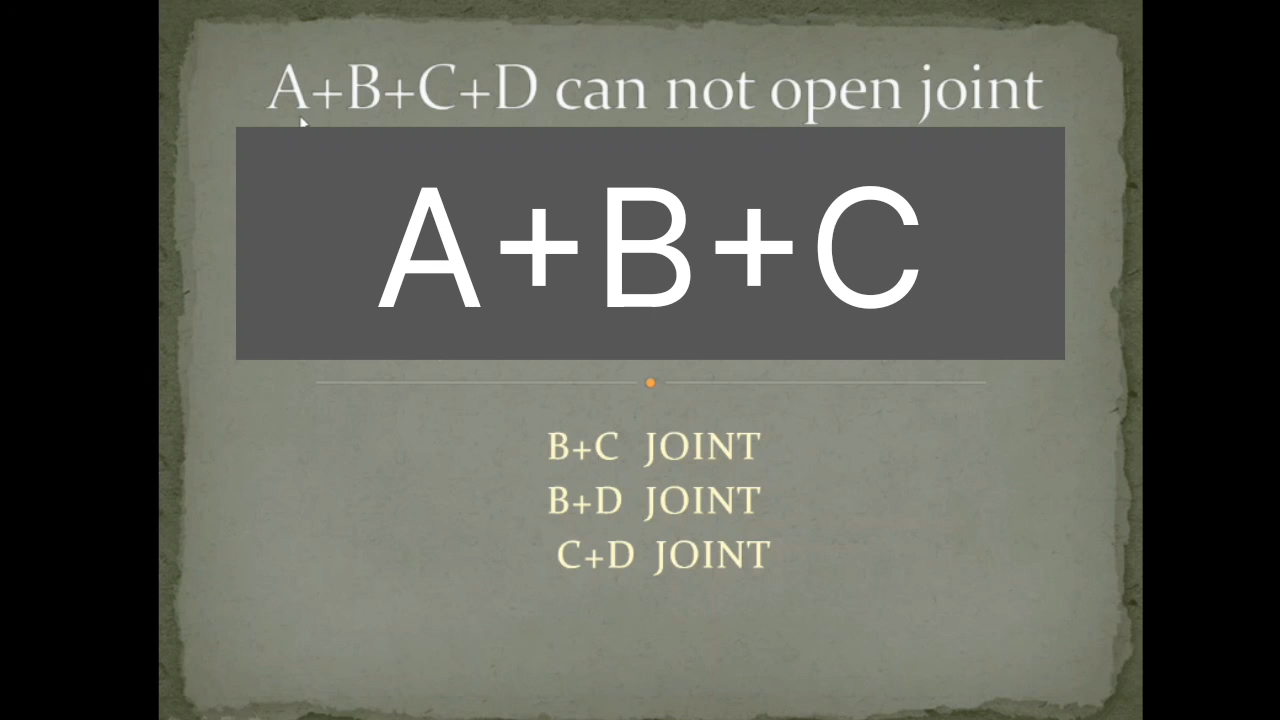 A+B+C+D can not open joint
A+B+C
B+C JOINT
B+D JOINT
C+D JOINT